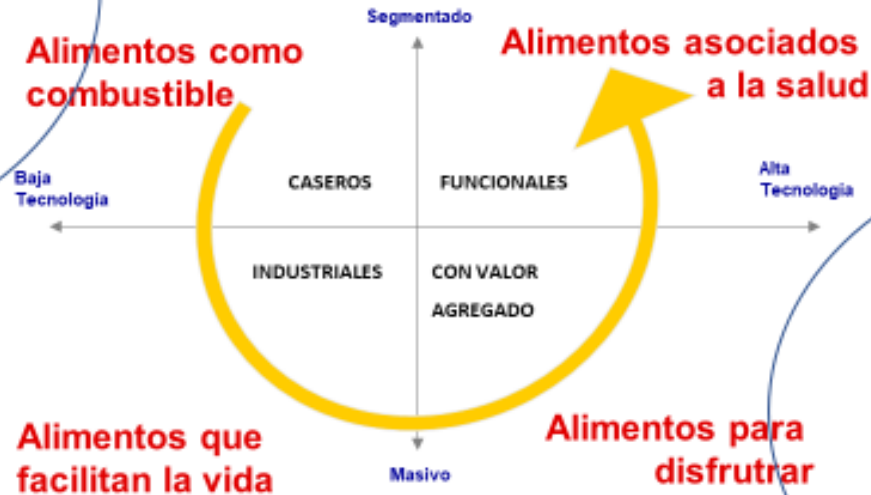 Segmentado
Alimentos como
combustible
Alimentos asociados
a la salud
Baja
Tecnología
CASEROS
FUNCIONALES
Alta
Tecnología
INDUSTRIALES
CON VALOR
AGREGADO
Alimentos que
facilitan la vida
Masivo
Alimentos para
disfrutrar